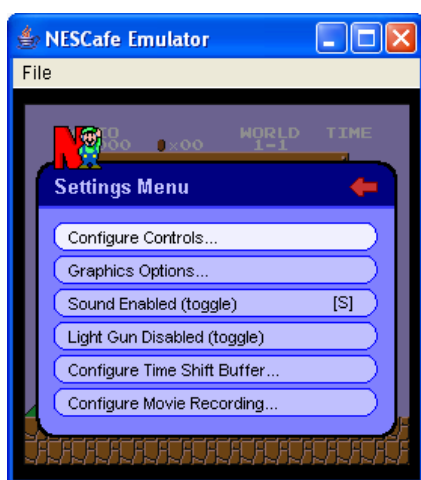 NESCafe Emulator
File
WORLD TIME
×00 1-1
N
Settings Menu
Configure Controls...
Graphics Options...
Sound Enabled (toggle) [S]
Light Gun Disabled (toggle)
Configure Time Shift Buffer...
Configure Movie Recording...